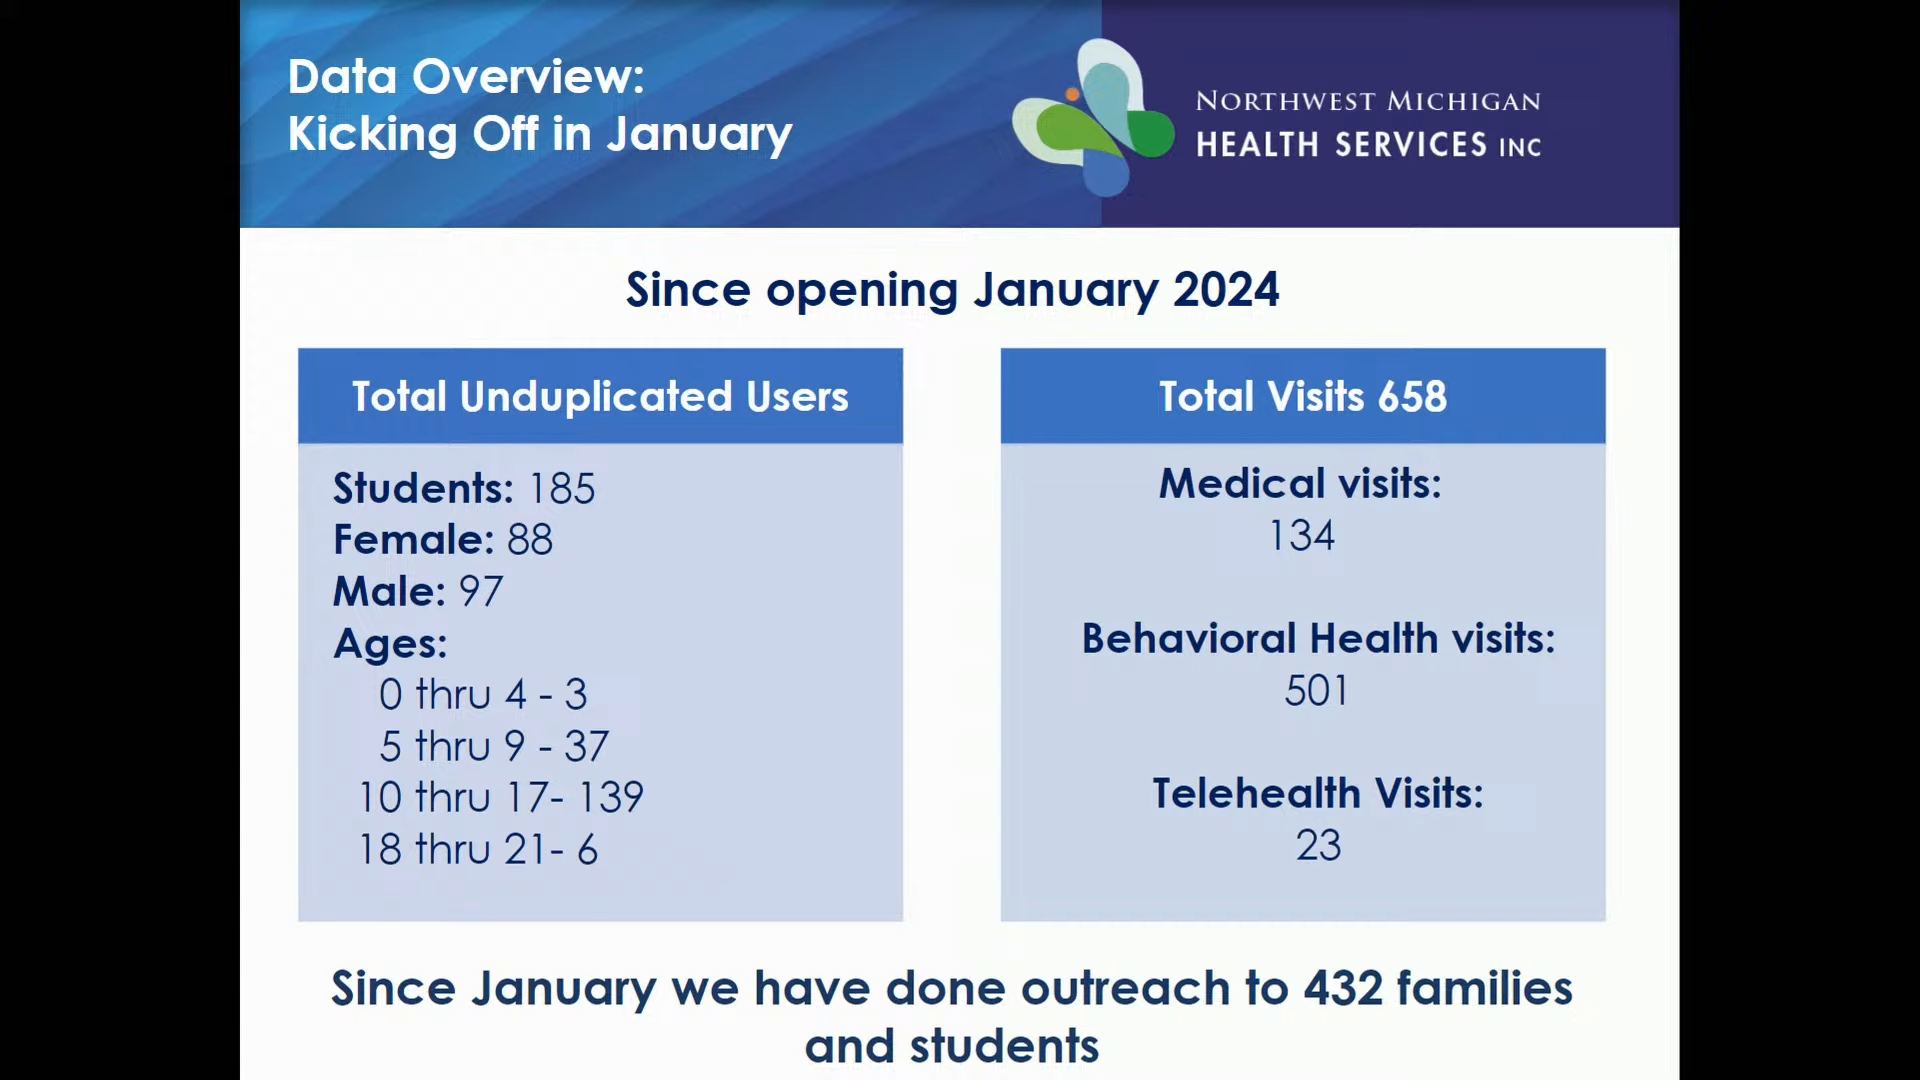 Data Overview:
Kicking Off in January
NORTHWEST MICHIGAN
HEALTH SERVICES INC
Since opening January 2024
Total Unduplicated Users
Students: 185
Female: 88
Male: 97
Ages:
0 thru 4 - 3
5 thru 9 - 37
10 thru 17- 139
18 thru 21- 6
Total Visits 658
Medical visits:
134
Behavioral Health visits:
501
Telehealth Visits:
23
Since January we have done outreach to 432 families
and students